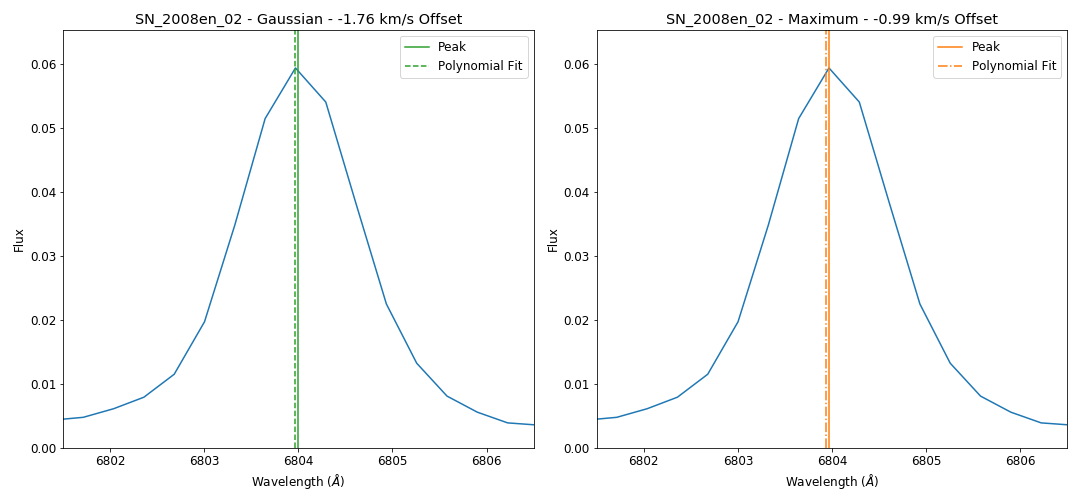 SN_2008en_02 - Gaussian - -1.76 km/s Offset
Peak
Polynomial Fit
0.06
0.05
0.04
0.03
0.02
0.01
0.00
Flux
6802 6803 6804 6805 6806
Wavelength (Å)
SN_2008en_02 - Maximum - -0.99 km/s Offset
Peak
Polynomial Fit
0.06
0.05
0.04
0.03
0.02
0.01
0.00
Flux
6802 6803 6804 6805 6806
Wavelength (Å)